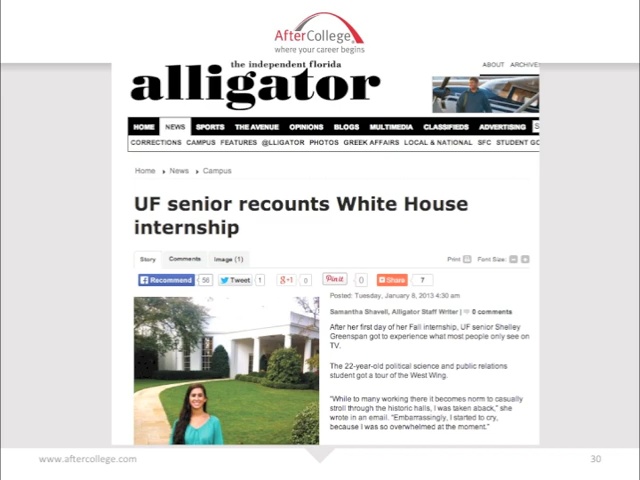 AfterCollege
where your career begins
the independent florida
alligator
ABOUT
HOME NEWS SPORTS THE AVENUE OPINIONS BLOGS MULTIMEDIA CLASSIFIEDS ADVERTISING
CORRECTIONS CAMPUS FEATURES @LLIGATOR PHOTOS GREEK AFFAIRS LOCAL & NATIONAL SFC STUDENT GO
Home News Campus
UF senior recounts White House
internship
Story Comments Image (1) Print Font Size:
Recommend 56 Tweet 1 g+1 0 Pin it 0 Share 7
Posted: Tuesday, January 8, 2013 4:30 am
Samantha Shavell, Alligator Staff Writer | 0 comments
After her first day of her Fall internship, UF senior Shelley
Greenspan got to experience what most people only see on
TV.
The 22-year-old political science and public relations
student got a tour of the West Wing.
"While to many working there it becomes norm to casually
stroll through the historic halls, I was taken aback," she
wrote in an email. "Embarrassingly, I started to cry,
because I was so overwhelmed at the moment."
www.aftercollege.com 30